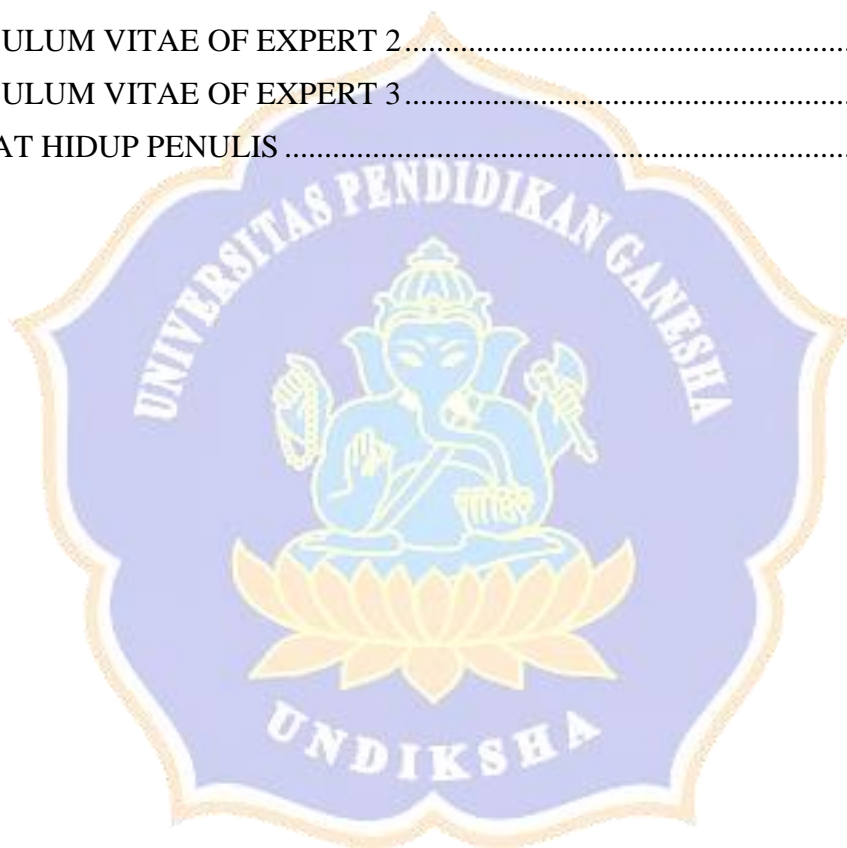 ULUM VITAE OF EXPERT 2
ULUM VITAE OF EXPERT 3
AT HIDUP PENULIS
UNIVERSITAS PENDIDIKAN GANESHA
UNDIKSHA